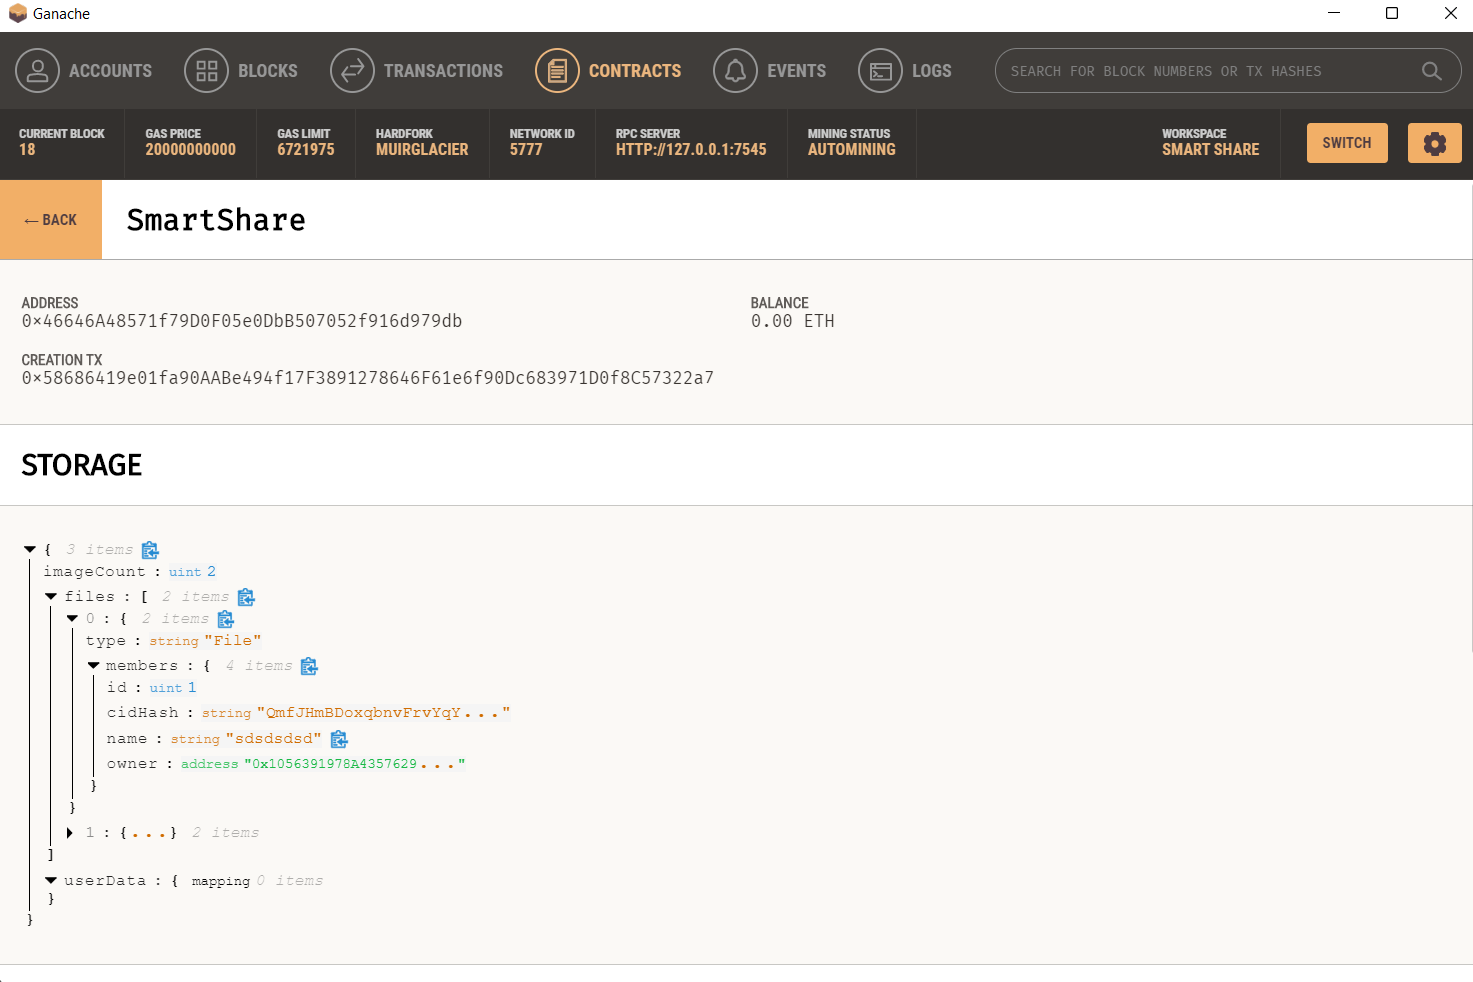 Ganache
ACCOUNTS BLOCKS TRANSACTIONS CONTRACTS EVENTS LOGS SEARCH FOR BLOCK NUMBERS OR TX HASHES
CURRENT BLOCK GAS PRICE GAS LIMIT HARDFORK NETWORK ID RPC SERVER MINING STATUS WORKSPACE
18 20000000000 6721975 MUIRGLACIER 5777 HTTP://127.0.0.1:7545 AUTOMINING SMART SHARE SWITCH
← BACK SmartShare
ADDRESS BALANCE
0×46646A48571f79D0F05e0DbB507052f916d979db 0.00 ETH
CREATION TX
0×58686419e01fa90AABe494f17F3891278646F61e6f90Dc683971D0f8C57322a7
STORAGE
{ 3 items
imageCount : uint 2
files : [ 2 items
0 : { 2 items
type : string "File"
members : { 4 items
id : uint 1
cidHash : string "QmfJHmBDoxqbnvFrvYqY..."
name : string "sdsdsdsd"
owner : address "0x1056391978A4357629..."
}
}
1 : {...} 2 items
]
userData : { mapping 0 items
}
}